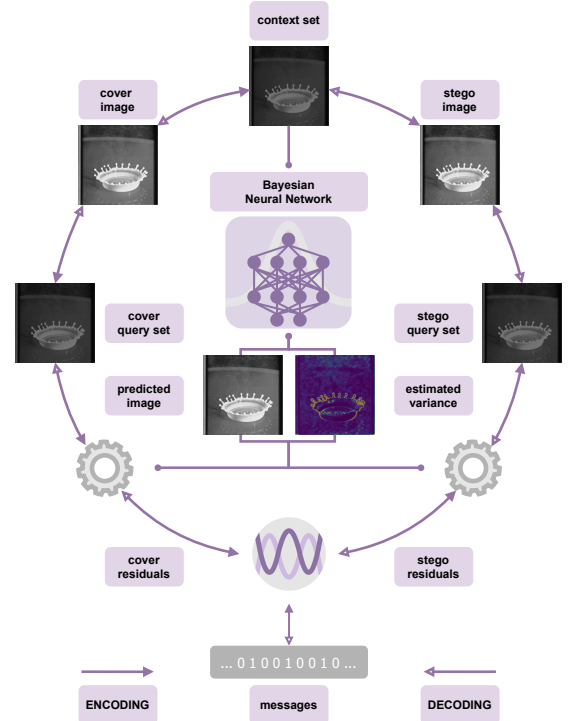 context set
cover
image
stego
image
Bayesian
Neural Network
cover
query set
stego
query set
predicted
image
estimated
variance
cover
residuals
stego
residuals
... 0 1 0 0 1 0 0 1 0 ...
ENCODING
messages
DECODING